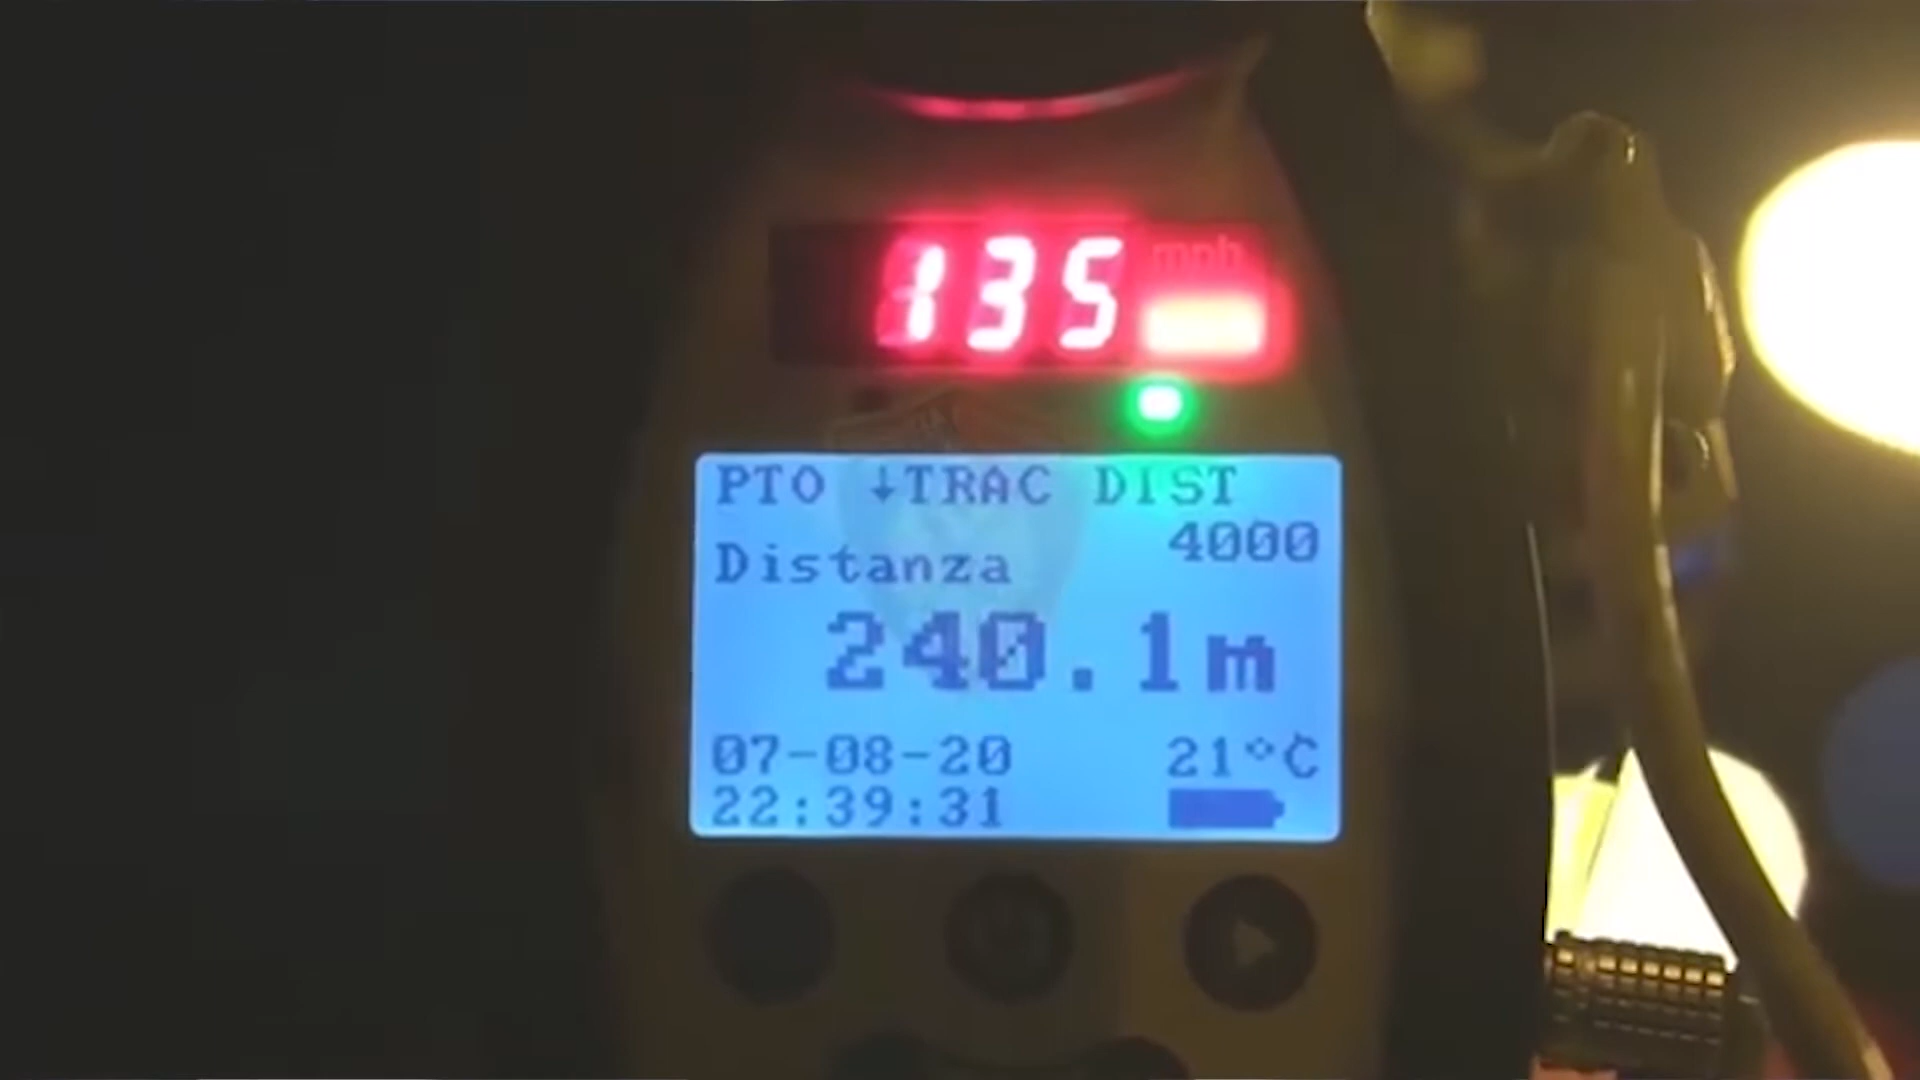 135 mph
PTO ↓TRAC DIST
4000
Distanza
240.1m
07-08-20 21°C
22:39:31